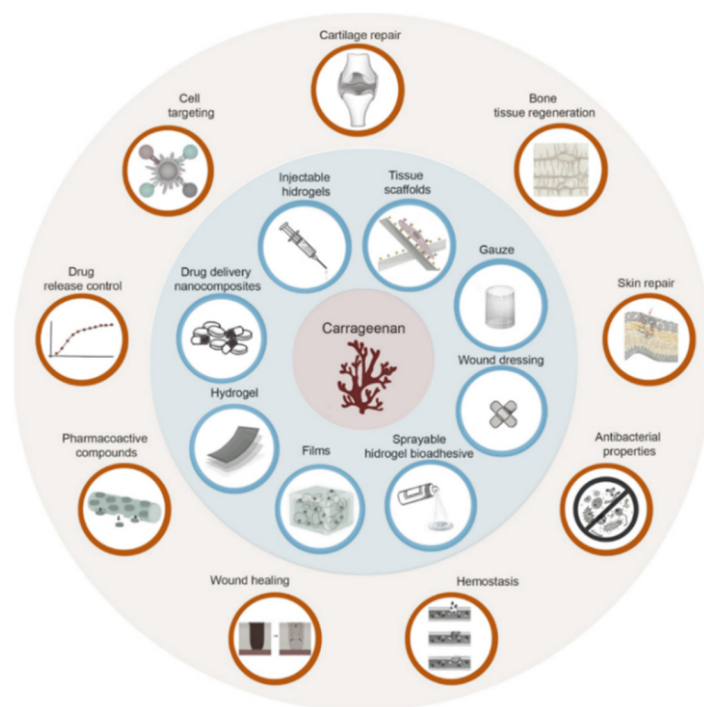 Cartilage repair
Cell
targeting
Bone
tissue regeneration
Injectable
hidrogels
Tissue
scaffolds
Gauze
Drug
release control
Drug delivery
nanocomposites
Skin repair
Carrageenan
Wound dressing
Hydrogel
Pharmacoactive
compounds
Films
Sprayable
hidrogel bioadhesive
Antibacterial
properties
Wound healing
Hemostasis